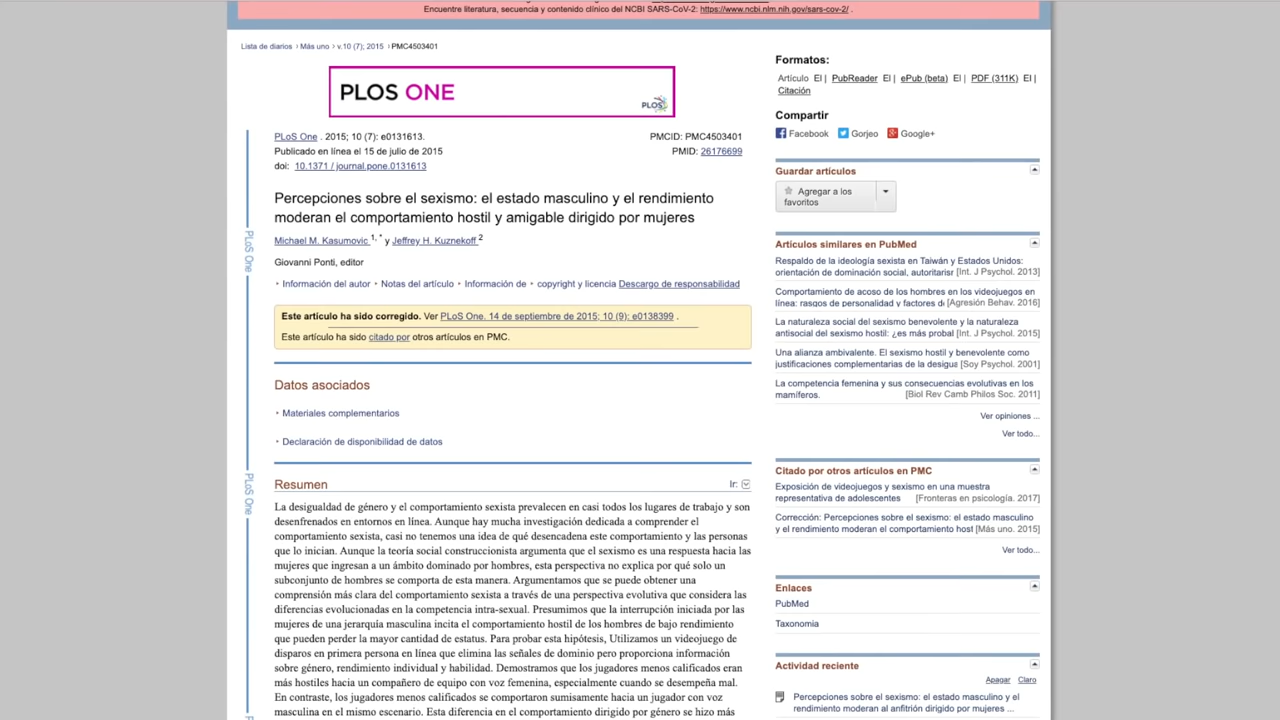 Encuentre literatura, secuencia y contenido clínico del NCBI SARS-CoV-2: https://www.ncbi.nlm.nih.gov/sars-cov-2/ .
Lista de diarios › Más uno › v.10 (7); 2015 › PMC4503401
PLOS ONE
PLOS
PLoS One . 2015; 10 (7): e0131613.
PMCID: PMC4503401
Publicado en línea el 15 de julio de 2015
PMID: 26176699
doi: 10.1371 / journal.pone.0131613
Percepciones sobre el sexismo: el estado masculino y el rendimiento
moderan el comportamiento hostil y amigable dirigido por mujeres
Michael M. Kasumovic 1, * y Jeffrey H. Kuznekoff 2
Giovanni Ponti, editor
• Información del autor • Notas del artículo • Información de • copyright y licencia Descargo de responsabilidad
Este artículo ha sido corregido. Ver PLoS One. 14 de septiembre de 2015; 10 (9): e0138399 .
Este artículo ha sido citado por otros artículos en PMC.
Datos asociados
• Materiales complementarios
• Declaración de disponibilidad de datos
Resumen
Ir:
La desigualdad de género y el comportamiento sexista prevalecen en casi todos los lugares de trabajo y son
desenfrenados en entornos en línea. Aunque hay mucha investigación dedicada a comprender el
comportamiento sexista, casi no tenemos una idea de qué desencadena este comportamiento y las personas
que lo inician. Aunque la teoría social construccionista argumenta que el sexismo es una respuesta hacia las
mujeres que ingresan a un ámbito dominado por hombres, esta perspectiva no explica por qué solo un
subconjunto de hombres se comporta de esta manera. Argumentamos que se puede obtener una
comprensión más clara del comportamiento sexista a través de una perspectiva evolutiva que considera las
diferencias evolucionadas en la competencia intra-sexual. Presumimos que la interrupción iniciada por las
mujeres de una jerarquía masculina incita el comportamiento hostil de los hombres de bajo rendimiento
que pueden perder la mayor cantidad de estatus. Para probar esta hipótesis, Utilizamos un videojuego de
disparos en primera persona en línea que elimina las señales de dominio pero proporciona información
sobre género, rendimiento individual y habilidad. Demostramos que los jugadores menos calificados eran
más hostiles hacia un compañero de equipo con voz femenina, especialmente cuando se desempeña mal.
En contraste, los jugadores menos calificados se comportaron sumisamente hacia un jugador con voz
masculina en el mismo escenario. Esta diferencia en el comportamiento dirigido por género se hizo más
PLoS One
PLoS One
P
Formatos:
Artículo El | PubReader El | ePub (beta) El | PDF (311K) El |
Citación
Compartir
Facebook Gorjeo Google+
Guardar artículos
Agregar a los
favoritos
Artículos similares en PubMed
Respaldo de la ideología sexista en Taiwán y Estados Unidos:
orientación de dominación social, autoritarisr [Int. J Psychol. 2013]
Comportamiento de acoso de los hombres en los videojuegos en
línea: rasgos de personalidad y factores d [Agresión Behav. 2016]
La naturaleza social del sexismo benevolente y la naturaleza
antisocial del sexismo hostil: ¿es más probal [Int. J Psychol. 2015]
Una alianza ambivalente. El sexismo hostil y benevolente como
justificaciones complementarias de la desigua [Soy Psychol. 2001]
La competencia femenina y sus consecuencias evolutivas en los
mamíferos. [Biol Rev Camb Philos Soc. 2011]
Ver opiniones ...
Ver todo...
Citado por otros artículos en PMC
Exposición de videojuegos y sexismo en una muestra
representativa de adolescentes [Fronteras en psicología. 2017]
Corrección: Percepciones sobre el sexismo: el estado masculino
y el rendimiento moderan el comportamiento host [Más uno. 2015]
Ver todo...
Enlaces
PubMed
Taxonomia
Actividad reciente
Apagar Claro
Percepciones sobre el sexismo: el estado masculino y el
rendimiento moderan al anfitrión dirigido por mujeres ...